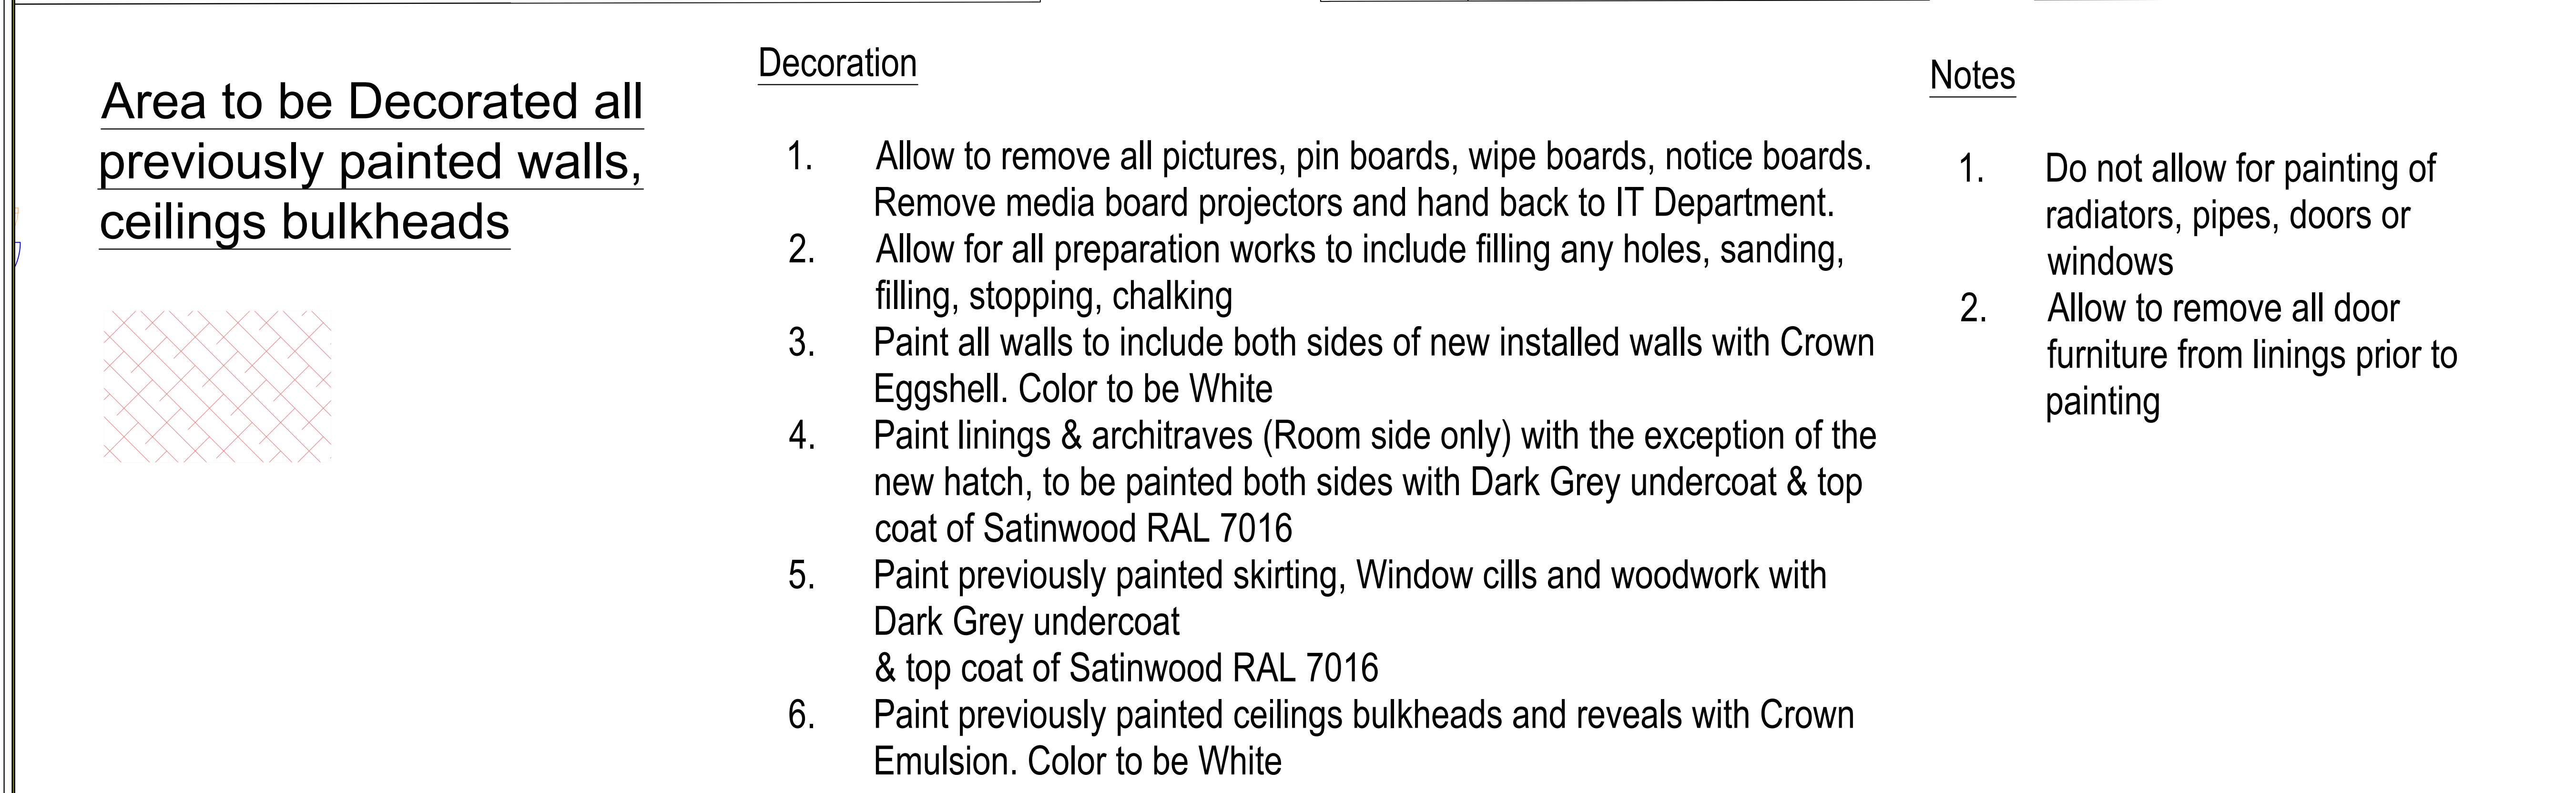 Area to be Decorated all
previously painted walls,
ceilings bulkheads
Decoration
1. Allow to remove all pictures, pin boards, wipe boards, notice boards.
Remove media board projectors and hand back to IT Department.
2. Allow for all preparation works to include filling any holes, sanding,
filling, stopping, chalking
3. Paint all walls to include both sides of new installed walls with Crown
Eggshell. Color to be White
4. Paint linings & architraves (Room side only) with the exception of the
new hatch, to be painted both sides with Dark Grey undercoat & top
coat of Satinwood RAL 7016
5. Paint previously painted skirting, Window cills and woodwork with
Dark Grey undercoat
& top coat of Satinwood RAL 7016
6. Paint previously painted ceilings bulkheads and reveals with Crown
Emulsion. Color to be White
Notes
1. Do not allow for painting of
radiators, pipes, doors or
windows
2. Allow to remove all door
furniture from linings prior to
painting